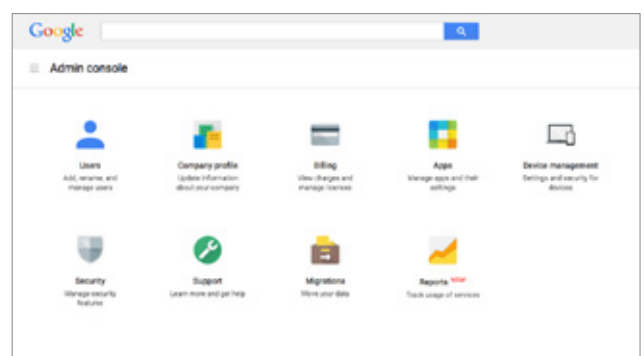 Google
Admin console
Users
Add, rename, and
manage users
Company profile
Update information
about your company
Billing
View charges and
manage licenses
Apps
Manage apps and their
settings
Device management
Settings and security for
devices
Security
Manage security
features
Support
Learn more and get help
Migrations
Move your data
Reports NEW!
Track usage of services